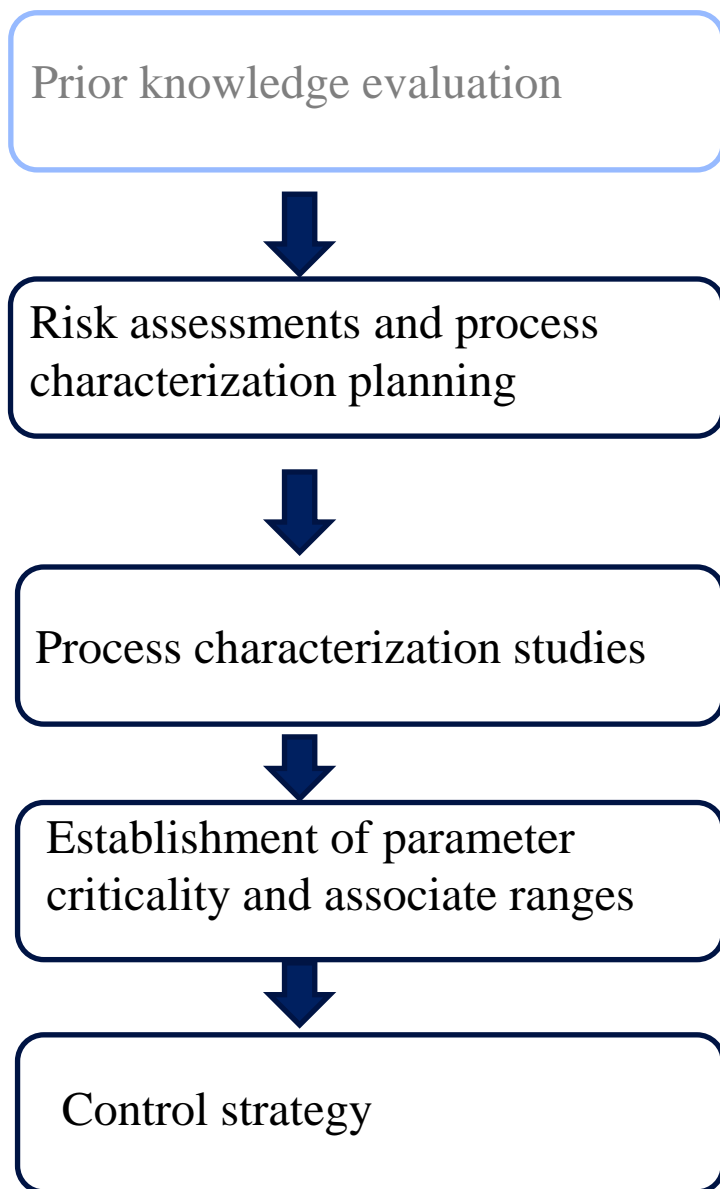 Prior knowledge evaluation
Risk assessments and process
characterization planning
Process characterization studies
Establishment of parameter
criticality and associate ranges
Control strategy